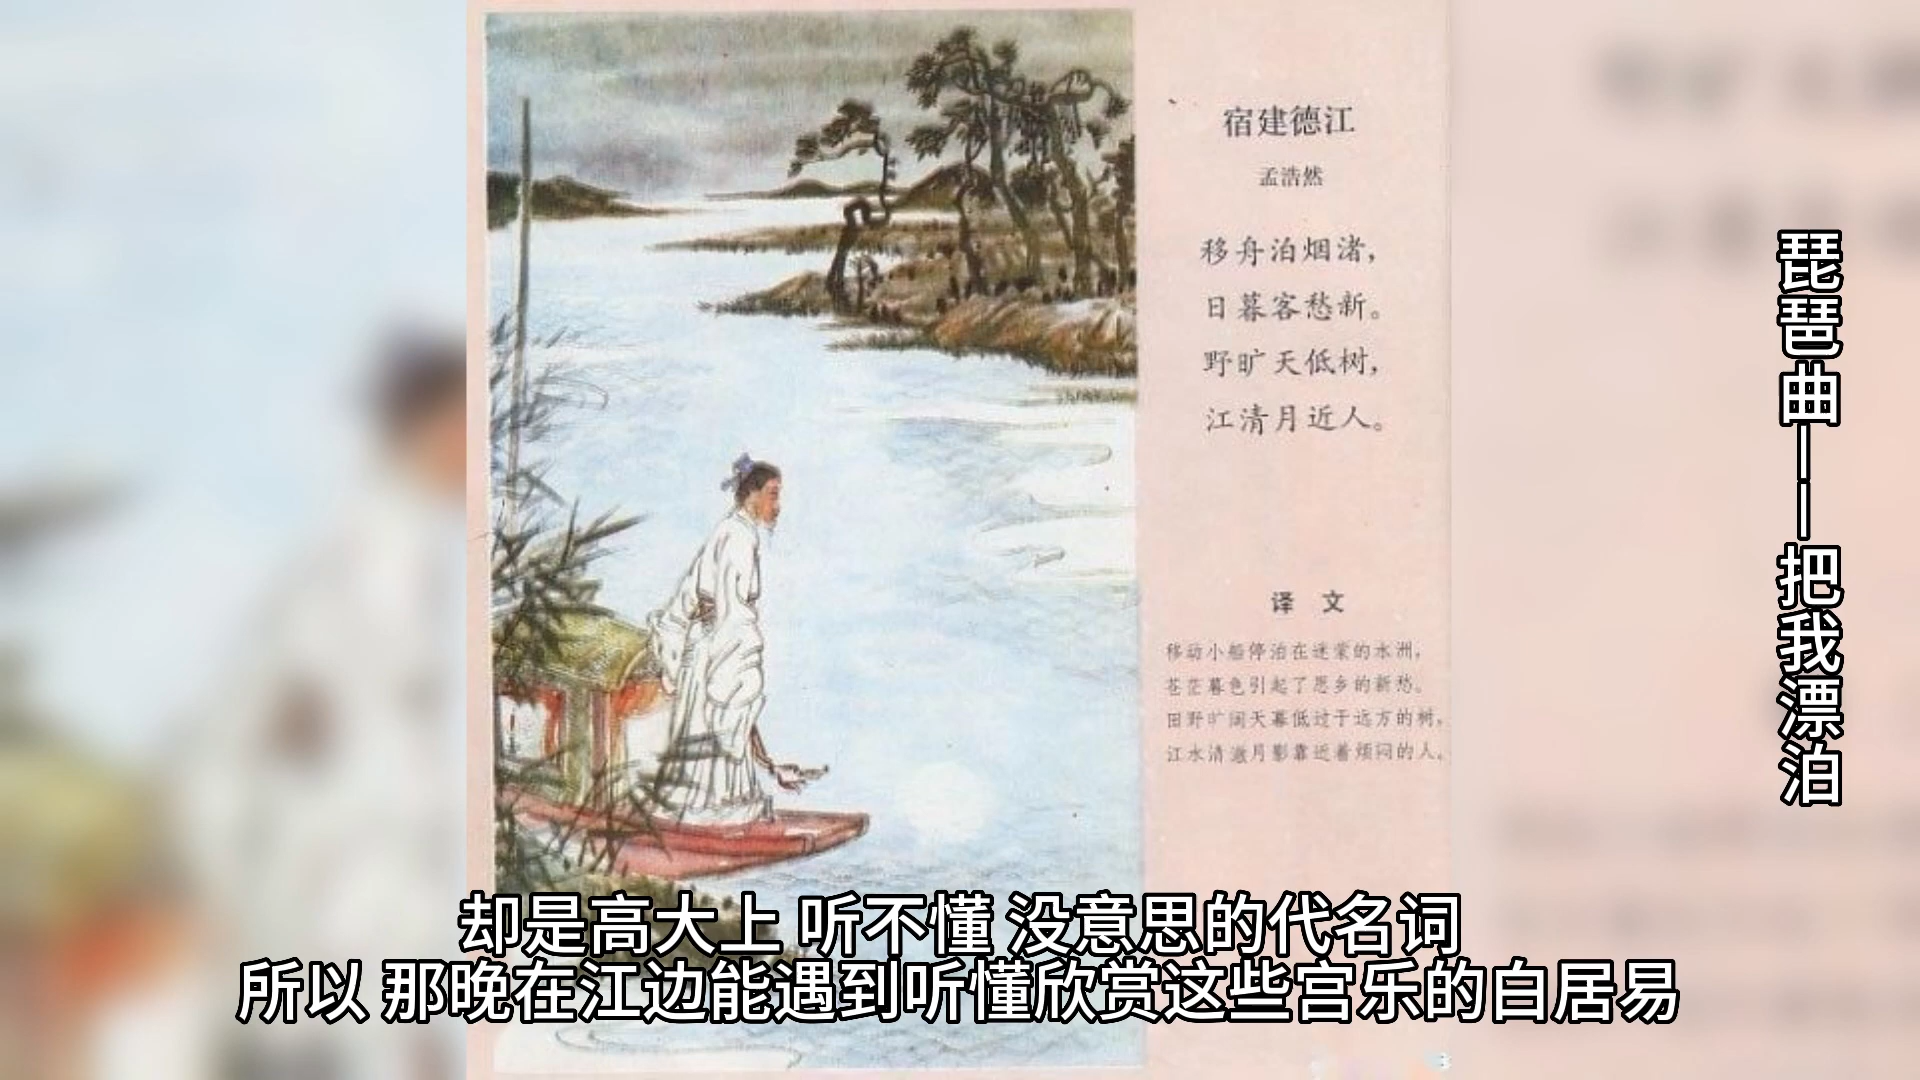 宿建德江
孟浩然
移舟泊烟渚，
日暮客愁新。
野旷天低树，
江清月近人。
译 文
移动小船停泊在迷蒙的水洲，
苍茫暮色引起了思乡的新愁。
田野旷阔天幕低过于远方的树，
江水清澈月影靠近着烦闷的人。
琵琶曲——把我漂泊
却是高大上 听不懂 没意思的代名词
所以 那晚在江边能遇到听懂欣赏这些宫乐的白居易